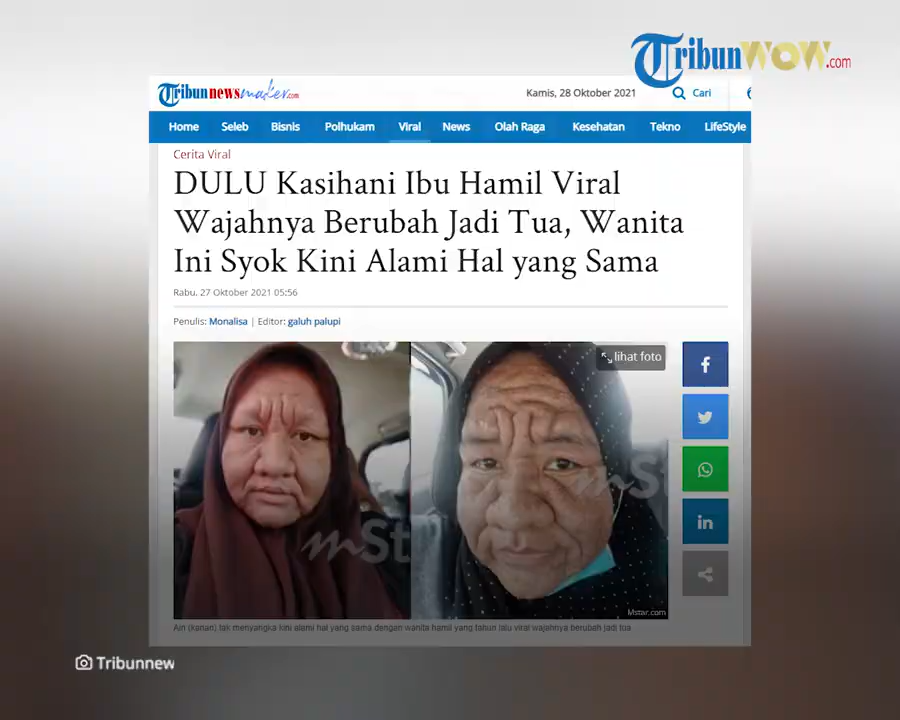 TribunWOW.com
Tribunnewsmaker.com
Kamis, 28 Oktober 2021
Cari
Home Seleb Bisnis Polhukam Viral News Olah Raga Kesehatan Tekno LifeStyle
Cerita Viral
DULU Kasihani Ibu Hamil Viral
Wajahnya Berubah Jadi Tua, Wanita
Ini Syok Kini Alami Hal yang Sama
Rabu, 27 Oktober 2021 05:56
Penulis: Monalisa | Editor: galuh palupi
lihat foto
mSt
mSt
Mstar.com
Ain (kanan) tak menyangka kini alami hal yang sama dengan wanita hamil yang tahun lalu viral wajahnya berubah jadi tua
Tribunnew